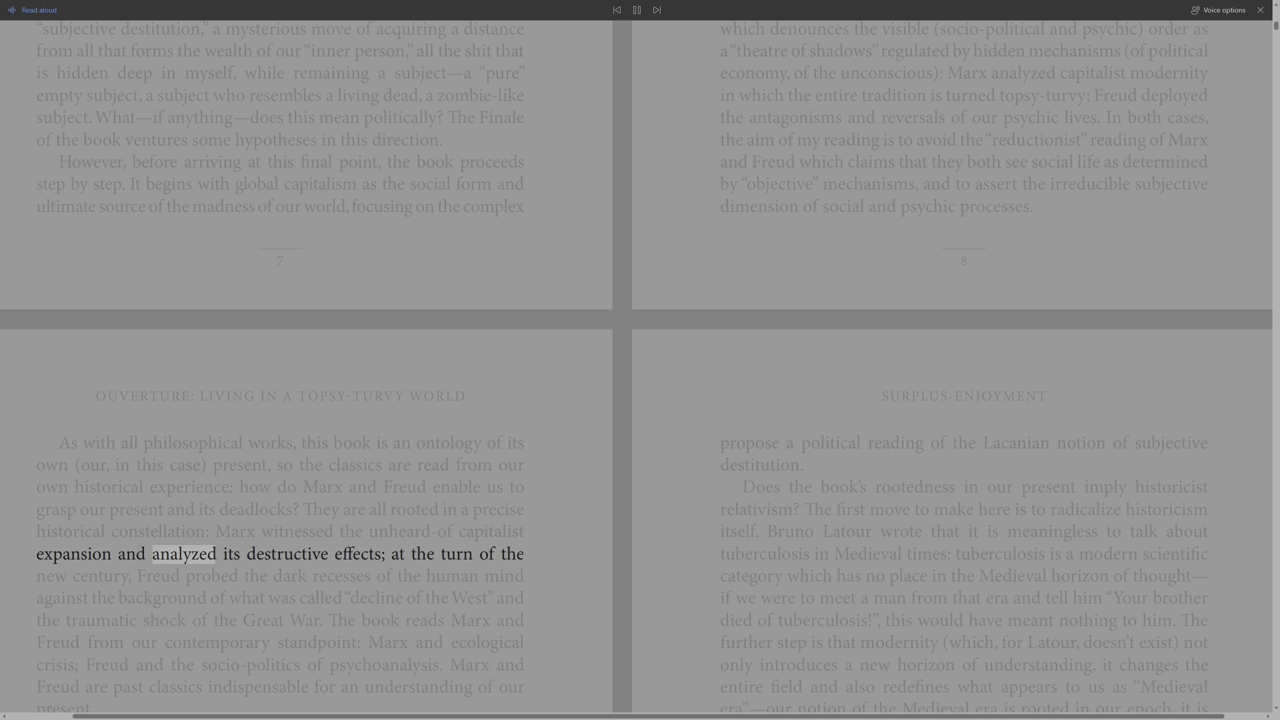 Read aloud
Voice options
“subjective destitution,” a mysterious move of acquiring a distance
from all that forms the wealth of our “inner person,” all the shit that
is hidden deep in myself, while remaining a subject—a “pure”
empty subject, a subject who resembles a living dead, a zombie-like
subject. What—if anything—does this mean politically? The Finale
of the book ventures some hypotheses in this direction.
However, before arriving at this final point, the book proceeds
step by step. It begins with global capitalism as the social form and
ultimate source of the madness of our world, focusing on the complex
7
which denounces the visible (socio-political and psychic) order as
a “theatre of shadows” regulated by hidden mechanisms (of political
economy, of the unconscious): Marx analyzed capitalist modernity
in which the entire tradition is turned topsy-turvy; Freud deployed
the antagonisms and reversals of our psychic lives. In both cases,
the aim of my reading is to avoid the “reductionist” reading of Marx
and Freud which claims that they both see social life as determined
by “objective” mechanisms, and to assert the irreducible subjective
dimension of social and psychic processes.
8
OUVERTURE: LIVING IN A TOPSY-TURVY WORLD
As with all philosophical works, this book is an ontology of its
own (our, in this case) present, so the classics are read from our
own historical experience: how do Marx and Freud enable us to
grasp our present and its deadlocks? They are all rooted in a precise
historical constellation: Marx witnessed the unheard-of capitalist
expansion and analyzed its destructive effects; at the turn of the
new century, Freud probed the dark recesses of the human mind
against the background of what was called “decline of the West” and
the traumatic shock of the Great War. The book reads Marx and
Freud from our contemporary standpoint: Marx and ecological
crisis; Freud and the socio-politics of psychoanalysis. Marx and
Freud are past classics indispensable for an understanding of our
present.
SURPLUS-ENJOYMENT
propose a political reading of the Lacanian notion of subjective
destitution.
Does the book’s rootedness in our present imply historicist
relativism? The first move to make here is to radicalize historicism
itself. Bruno Latour wrote that it is meaningless to talk about
tuberculosis in Medieval times: tuberculosis is a modern scientific
category which has no place in the Medieval horizon of thought—
if we were to meet a man from that era and tell him “Your brother
died of tuberculosis!”, this would have meant nothing to him. The
further step is that modernity (which, for Latour, doesn’t exist) not
only introduces a new horizon of understanding, it changes the
entire field and also redefines what appears to us as “Medieval
era”—our notion of the Medieval era is rooted in our epoch, it is